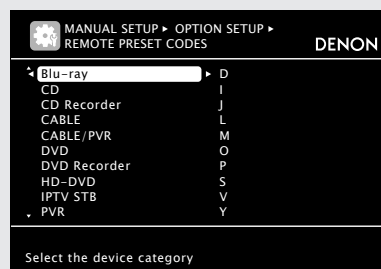 MANUAL SETUP ▸ OPTION SETUP ▸
REMOTE PRESET CODES
DENON
Blu-ray ▸ D
CD I
CD Recorder J
CABLE L
CABLE/PVR M
DVD O
DVD Recorder P
HD-DVD S
IPTV STB V
PVR Y
Select the device category